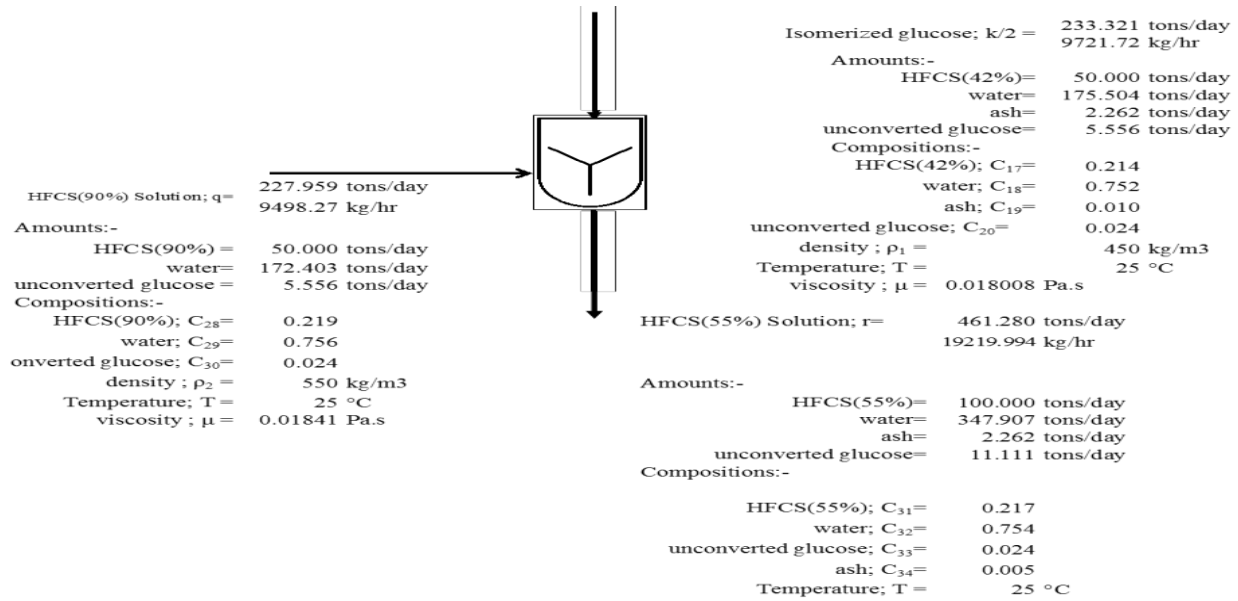 Isomerized glucose; k/2 = 233.321 tons/day
9721.72 kg/hr
Amounts:-
HFCS(42%)= 50.000 tons/day
water= 175.504 tons/day
ash= 2.262 tons/day
unconverted glucose= 5.556 tons/day
Compositions:-
HFCS(42%); C₁₇= 0.214
water; C₁₈= 0.752
ash; C₁₉= 0.010
unconverted glucose; C₂₀= 0.024
density ; ρ₁ = 450 kg/m3
Temperature; T = 25 °C
viscosity ; μ = 0.018008 Pa.s
HFCS(90%) Solution; q= 227.959 tons/day
9498.27 kg/hr
Amounts:-
HFCS(90%) = 50.000 tons/day
water= 172.403 tons/day
unconverted glucose = 5.556 tons/day
Compositions:-
HFCS(90%); C₂₈= 0.219
water; C₂₉= 0.756
onverted glucose; C₃₀= 0.024
density ; ρ₂ = 550 kg/m3
Temperature; T = 25 °C
viscosity ; μ = 0.01841 Pa.s
HFCS(55%) Solution; r= 461.280 tons/day
19219.994 kg/hr
Amounts:-
HFCS(55%)= 100.000 tons/day
water= 347.907 tons/day
ash= 2.262 tons/day
unconverted glucose= 11.111 tons/day
Compositions:-
HFCS(55%); C₃₁= 0.217
water; C₃₂= 0.754
unconverted glucose; C₃₃= 0.024
ash; C₃₄= 0.005
Temperature; T = 25 °C